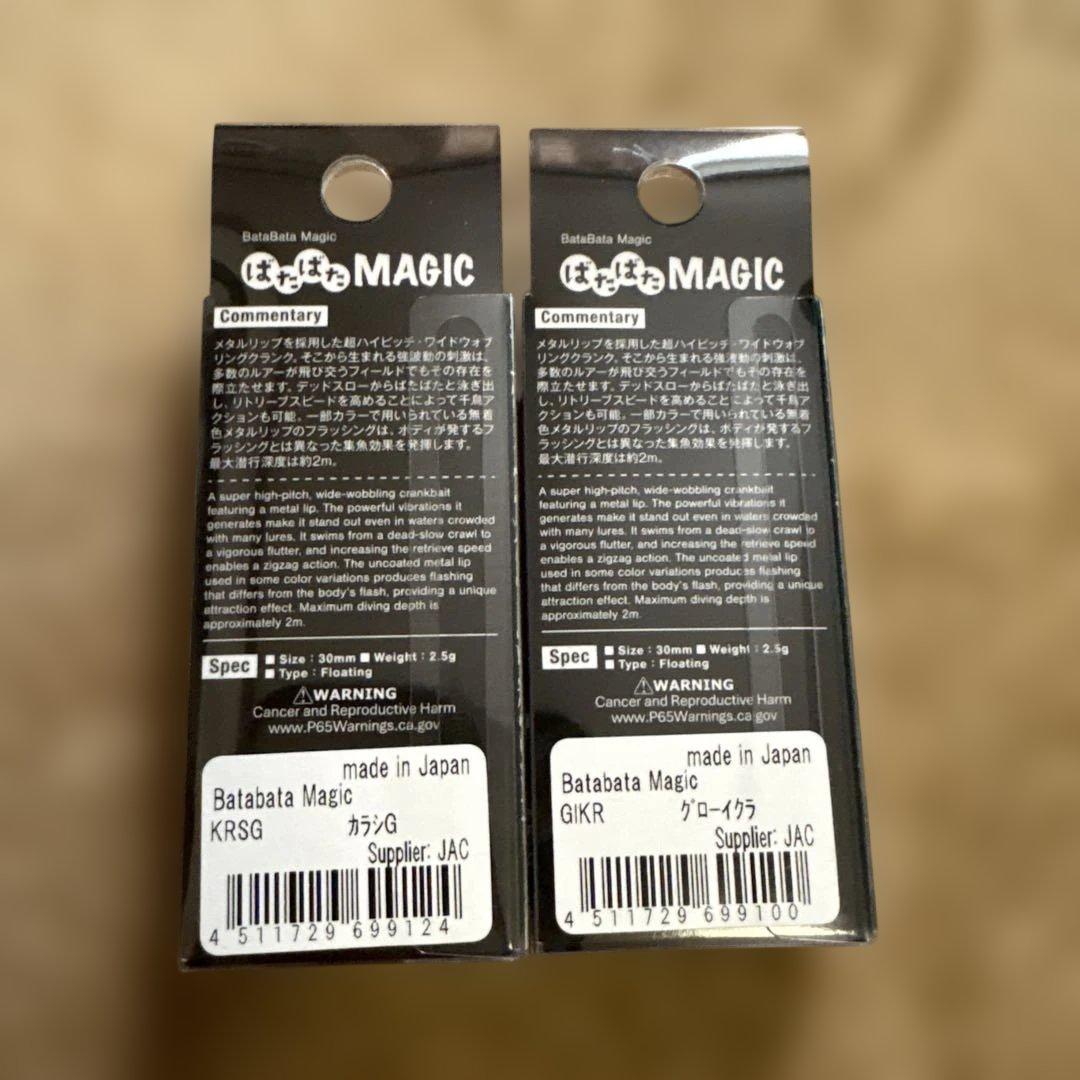 BataBata Magic
ばたばたMAGIC
Commentary
メタルリップを採用した超ハイピッチ・ワイドウォブ
リングクランク。そこから生まれる強波動の刺激は、
多数のルアーが飛び交うフィールドでもその存在を
際立たせます。デッドスローからばたばたと泳ぎ出
し、リトリーブスピードを高めることによって千鳥ア
クションも可能。一部カラーで用いられている無着
色メタルリップのフラッシングは、ボディが発するフ
ラッシングとは異なった集魚効果を発揮します。
最大潜行深度は約2m。
A super high-pitch, wide-wobbling crankbait
featuring a metal lip. The powerful vibrations it
generates make it stand out even in waters crowded
with many lures. It swims from a dead-slow crawl to
a vigorous flutter, and increasing the retrieve speed
enables a zigzag action. The uncoated metal lip
used in some color variations produces flashing
that differs from the body's flash, providing a unique
attraction effect. Maximum diving depth is
approximately 2m.
Spec ■ Size : 30mm ■ Weight : 2.5g
■ Type : Floating
⚠WARNING
Cancer and Reproductive Harm
www.P65Warnings.ca.gov
made in Japan
Batabata Magic
KRSG カラシG
Supplier: JAC
4 511729 699124
BataBata Magic
ばたばたMAGIC
Commentary
メタルリップを採用した超ハイピッチ・ワイドウォブ
リングクランク。そこから生まれる強波動の刺激は、
多数のルアーが飛び交うフィールドでもその存在を
際立たせます。デッドスローからばたばたと泳ぎ出
し、リトリーブスピードを高めることによって千鳥ア
クションも可能。一部カラーで用いられている無着
色メタルリップのフラッシングは、ボディが発するフ
ラッシングとは異なった集魚効果を発揮します。
最大潜行深度は約2m。
A super high-pitch, wide-wobbling crankbait
featuring a metal lip. The powerful vibrations it
generates make it stand out even in waters crowded
with many lures. It swims from a dead-slow crawl to
a vigorous flutter, and increasing the retrieve speed
enables a zigzag action. The uncoated metal lip
used in some color variations produces flashing
that differs from the body's flash, providing a unique
attraction effect. Maximum diving depth is
approximately 2m.
Spec ■ Size : 30mm ■ Weight : 2.5g
■ Type : Floating
⚠WARNING
Cancer and Reproductive Harm
www.P65Warnings.ca.gov
made in Japan
Batabata Magic
GIKR グローイクラ
Supplier: JAC
4 511729 699100